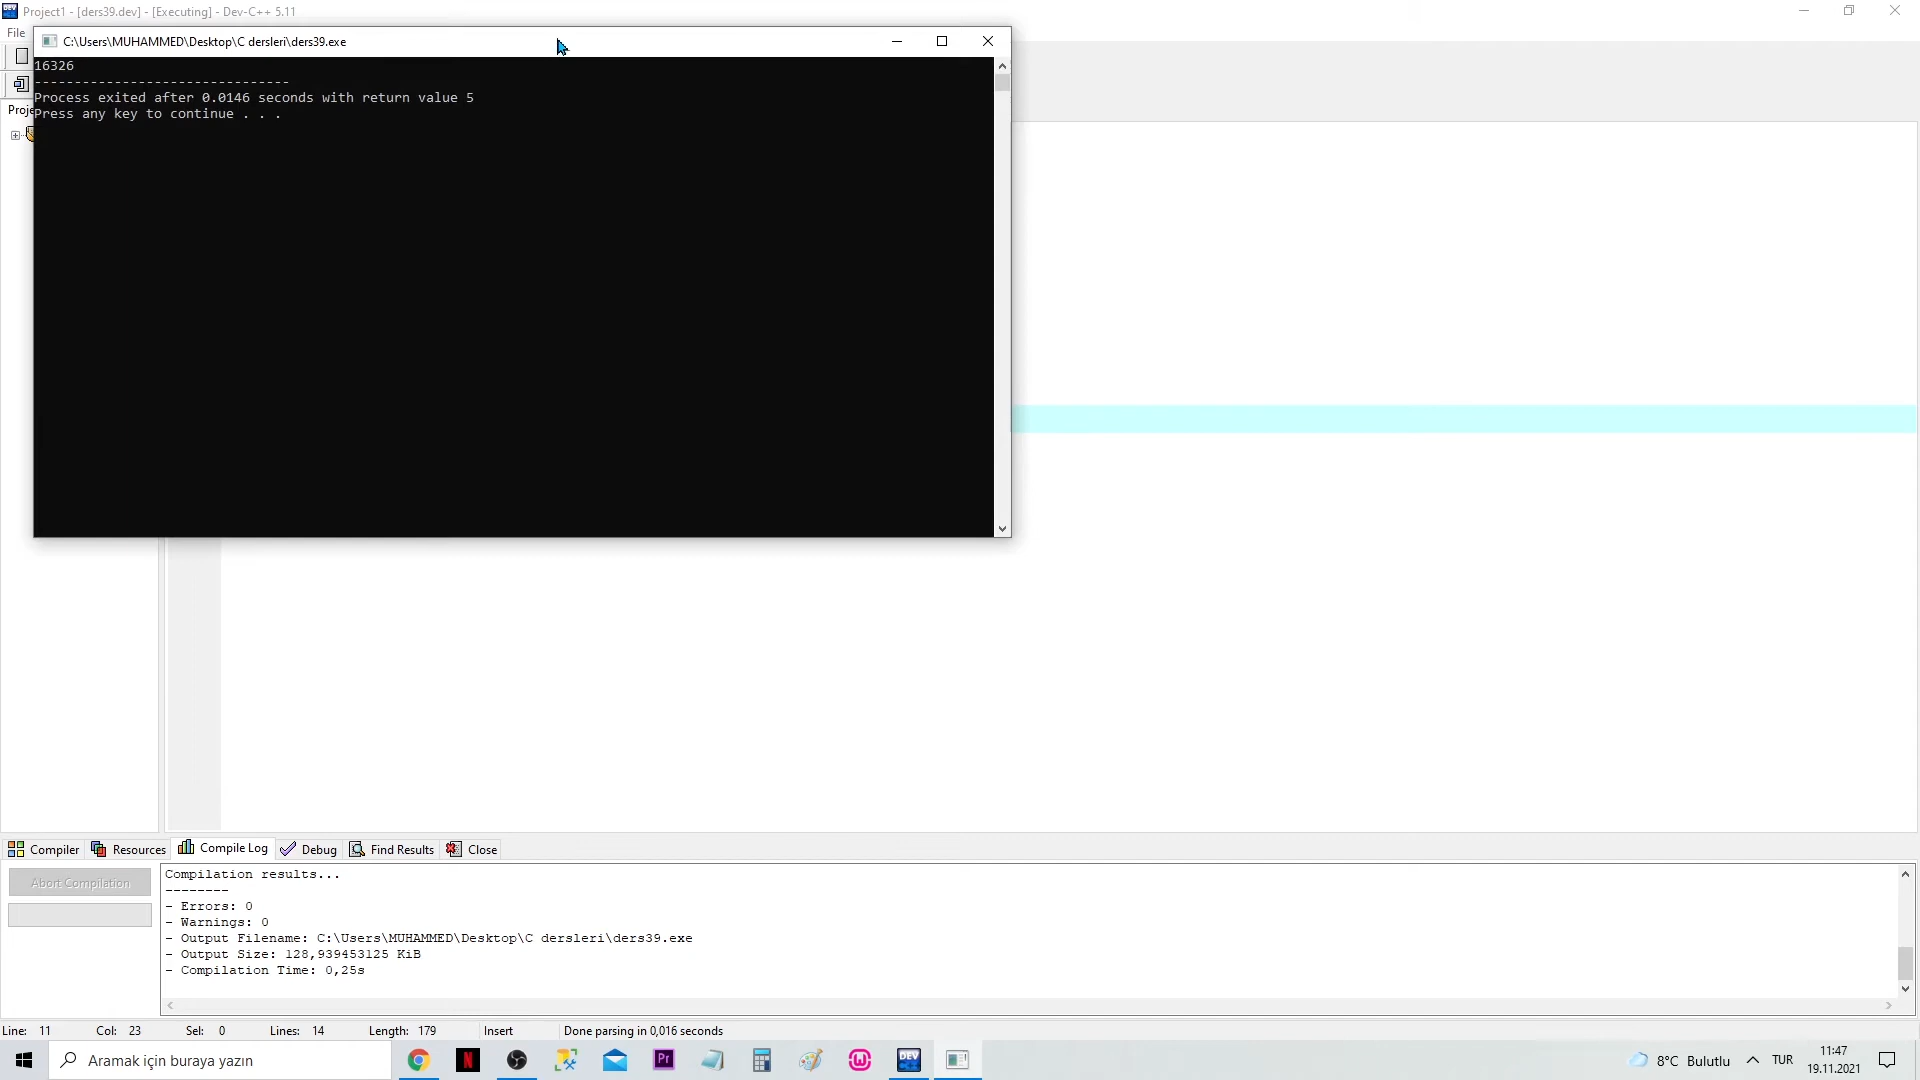 Project1 - [ders39.dev] - [Executing] - Dev-C++ 5.11
File
C:\Users\MUHAMMED\Desktop\C dersleri\ders39.exe
16326
--------------------------------
Process exited after 0.0146 seconds with return value 5
Press any key to continue . . .
Proje
Compiler Resources Compile Log Debug Find Results Close
Abort Compilation
Compilation results...
--------
- Errors: 0
- Warnings: 0
- Output Filename: C:\Users\MUHAMMED\Desktop\C dersleri\ders39.exe
- Output Size: 128,939453125 KiB
- Compilation Time: 0,25s
Line: 11 Col: 23 Sel: 0 Lines: 14 Length: 179 Insert Done parsing in 0,016 seconds
Aramak için buraya yazın
Pr
DEV
8°C Bulutlu
TUR
11:47
19.11.2021